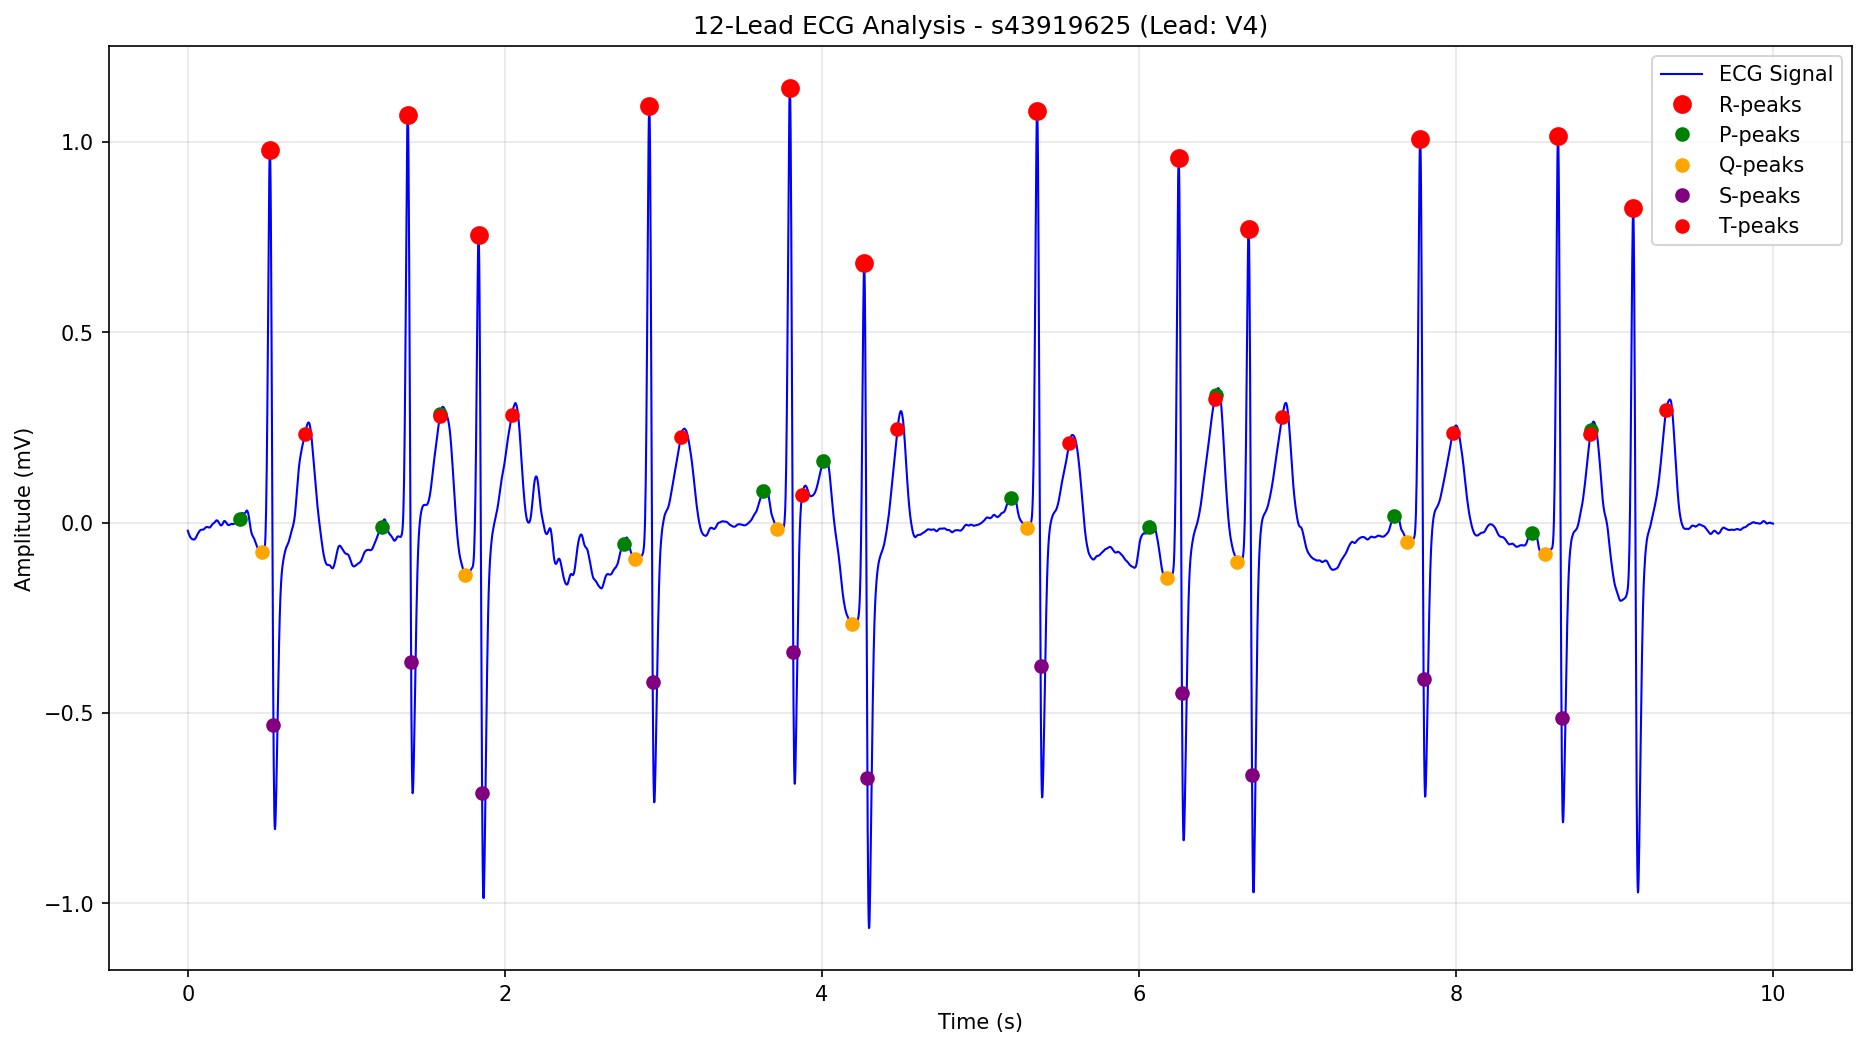 12-Lead ECG Analysis - s43919625 (Lead: V4)
ECG Signal
R-peaks
P-peaks
Q-peaks
S-peaks
T-peaks
Amplitude (mV)
1.0
0.5
0.0
−0.5
−1.0
0
2
4
6
8
10
Time (s)